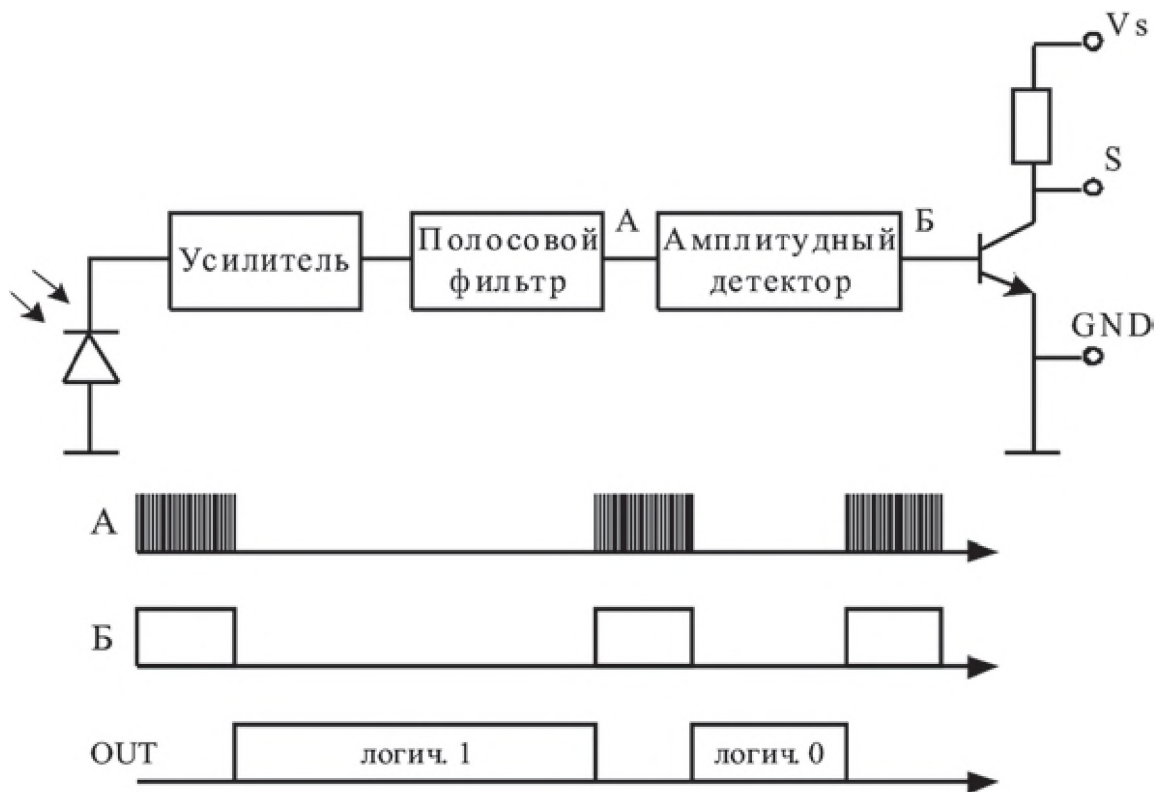 Vs
S
Усилитель
Полосовой
фильтр
А
Амплитудный
детектор
Б
GND
А
Б
OUT
логич. 1
логич. 0